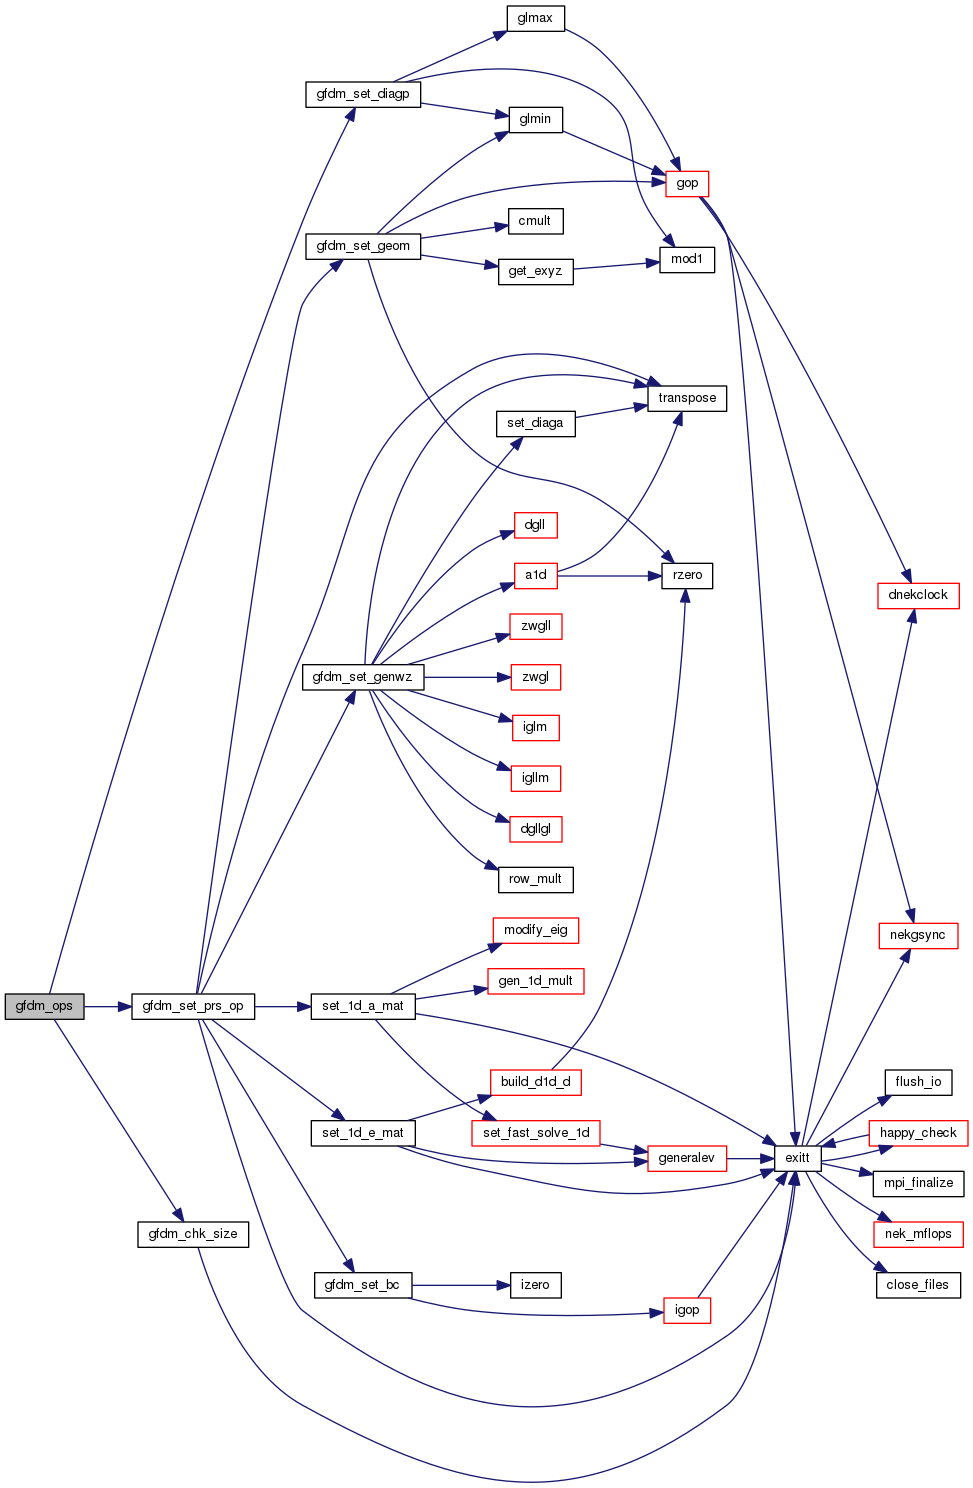 glmax
gfdm_set_diagp
glmin
gop
cmult
gfdm_set_geom
mod1
get_exyz
transpose
set_diaga
dgll
a1d
rzero
dnekclock
zwgll
gfdm_set_genwz
zwgl
iglm
igllm
dgllgl
row_mult
modify_eig
nekgsync
gen_1d_mult
gfdm_ops
gfdm_set_prs_op
set_1d_a_mat
build_d1d_d
flush_io
set_1d_e_mat
set_fast_solve_1d
happy_check
generalev
exitt
mpi_finalize
gfdm_chk_size
nek_mflops
gfdm_set_bc
izero
close_files
igop